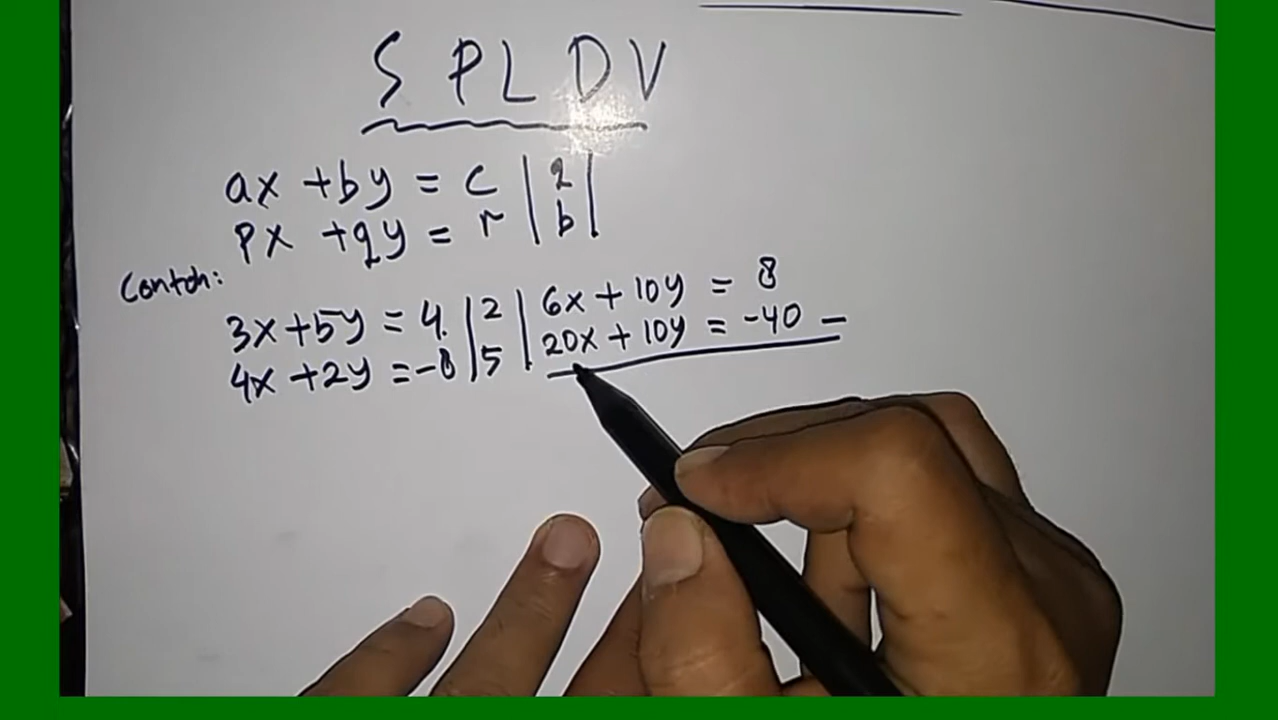 SPLDV
ax + by = c | 2 |
px + qy = r | b |
Contoh:
3x + 5y = 4. | 2 | 6x + 10y = 8
4x + 2y = -8 | 5 | 20x + 10y = -40 –